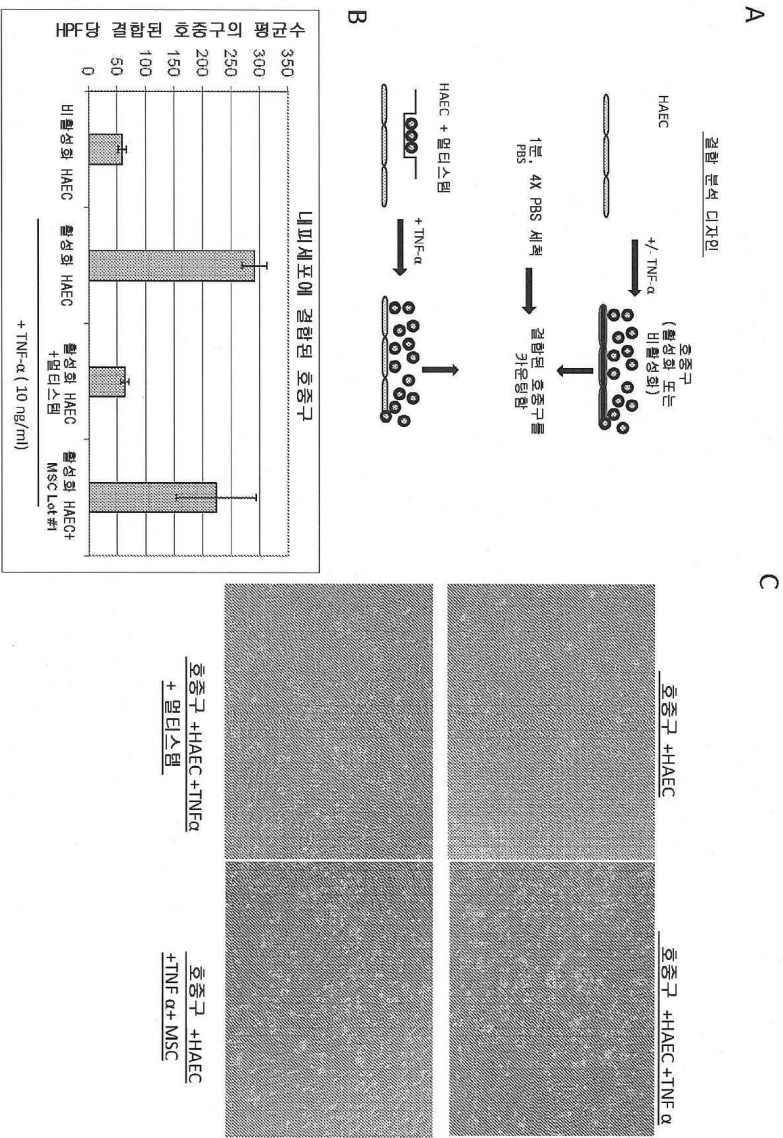 A
결합 분석 디자인
HAEC
+/- TNF-α
호중구
(활성화 또는
비활성화)
1분, 4X PBS 세척
PBS
결합된 호중구를
카운팅함
HAEC + 멀티스템
+ TNF-α
B
내피세포에 결합된 호중구
HPF당 결합된 호중구의 평균수
350
300
250
200
150
100
50
0
비활성화 HAEC
활성화 HAEC
활성화 HAEC
+멀티스템
활성화 HAEC+
MSC Lot #1
+ TNF-α ( 10 ng/ml)
C
호중구 +HAEC
호중구 +HAEC +TNF α
호중구 +HAEC +TNFα
+ 멀티스템
호중구 +HAEC
+TNF α+ MSC